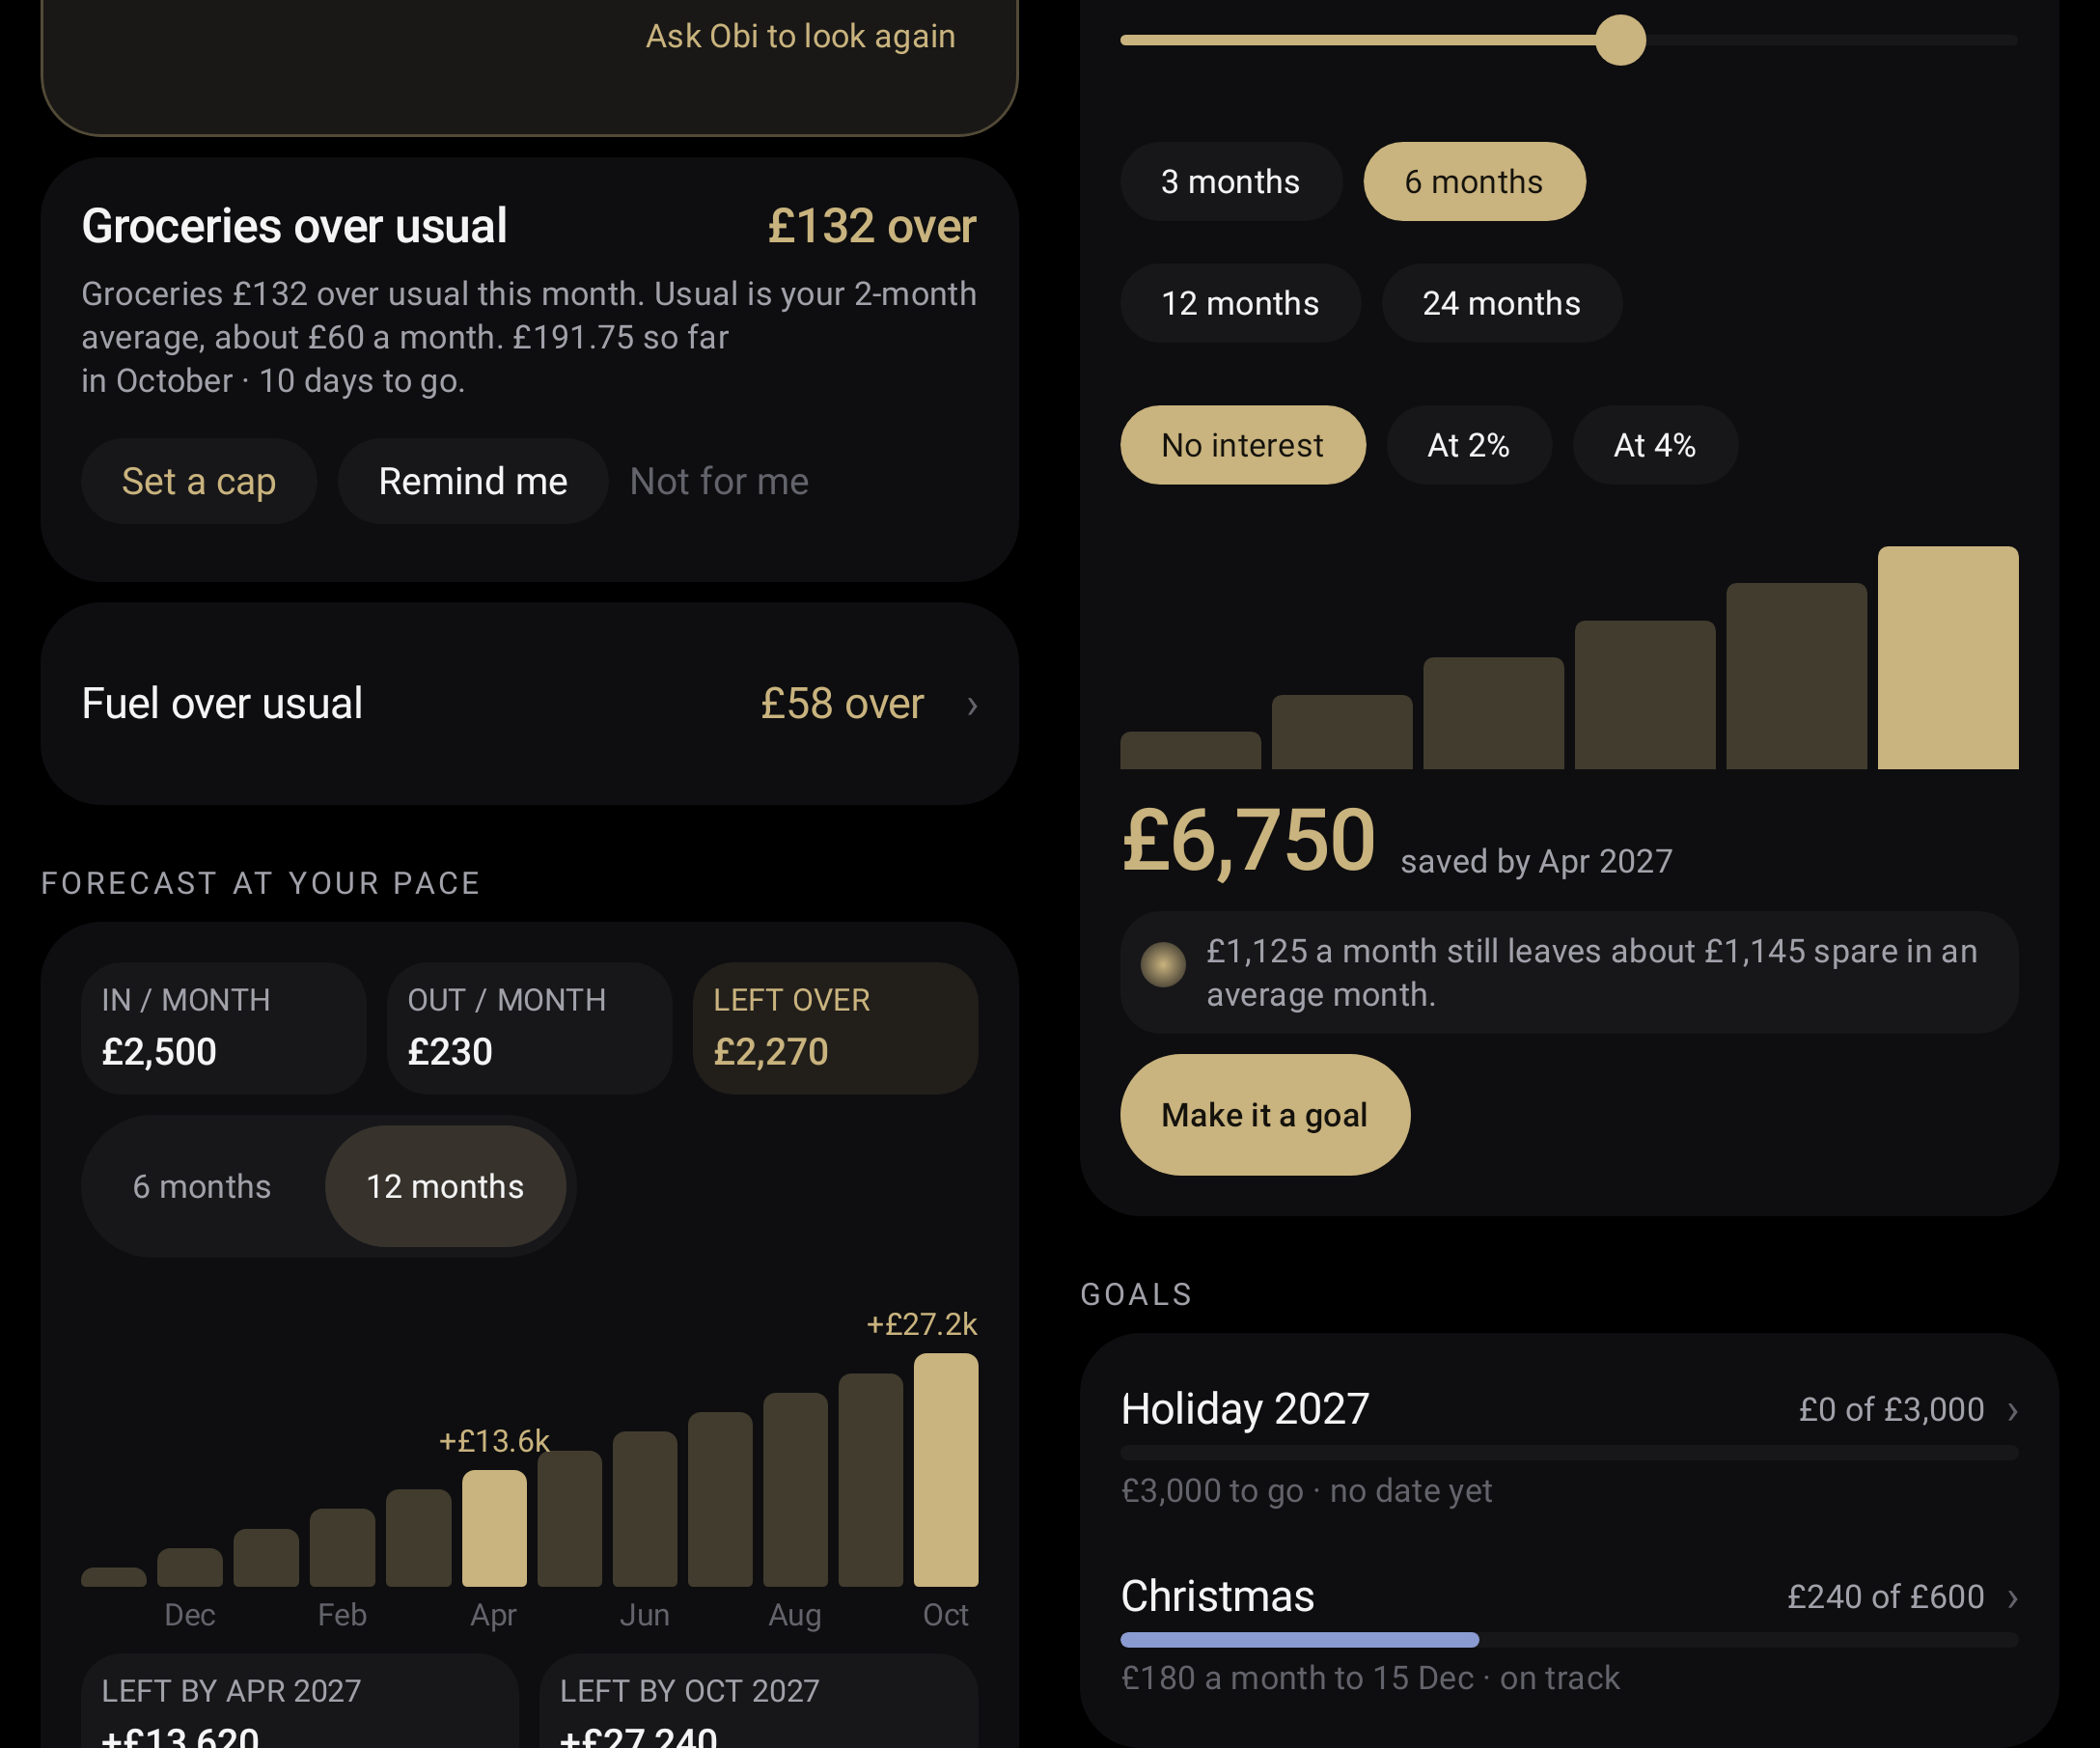 Ask Obi to look again
Groceries over usual
£132 over
Groceries £132 over usual this month. Usual is your 2-month
average, about £60 a month. £191.75 so far
in October · 10 days to go.
Set a cap
Remind me
Not for me
Fuel over usual
£58 over ›
FORECAST AT YOUR PACE
IN / MONTH
£2,500
OUT / MONTH
£230
LEFT OVER
£2,270
6 months
12 months
+£27.2k
+£13.6k
Dec
Feb
Apr
Jun
Aug
Oct
LEFT BY APR 2027
+£13,620
LEFT BY OCT 2027
+£27,240
3 months
6 months
12 months
24 months
No interest
At 2%
At 4%
£6,750 saved by Apr 2027
£1,125 a month still leaves about £1,145 spare in an
average month.
Make it a goal
GOALS
Holiday 2027
£0 of £3,000 ›
£3,000 to go · no date yet
Christmas
£240 of £600 ›
£180 a month to 15 Dec · on track